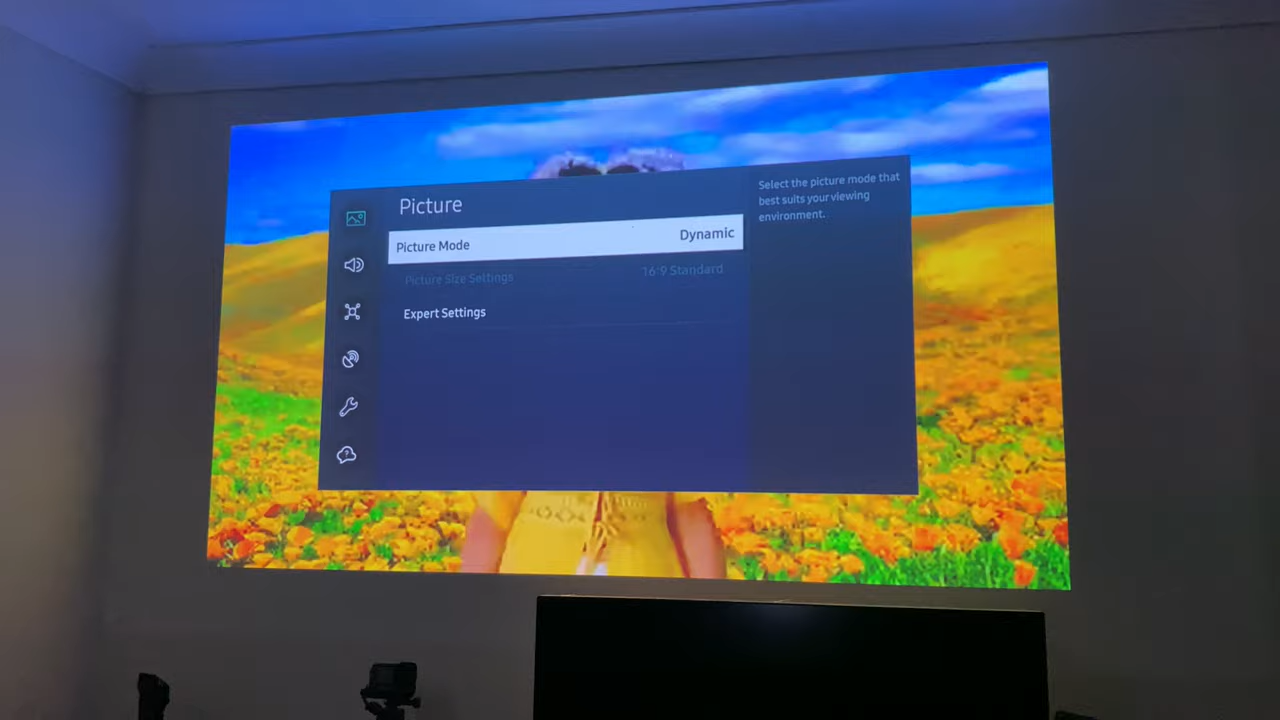 Picture
Picture Mode Dynamic
Picture Size Settings 16:9 Standard
Expert Settings
Select the picture mode that
best suits your viewing
environment.
?